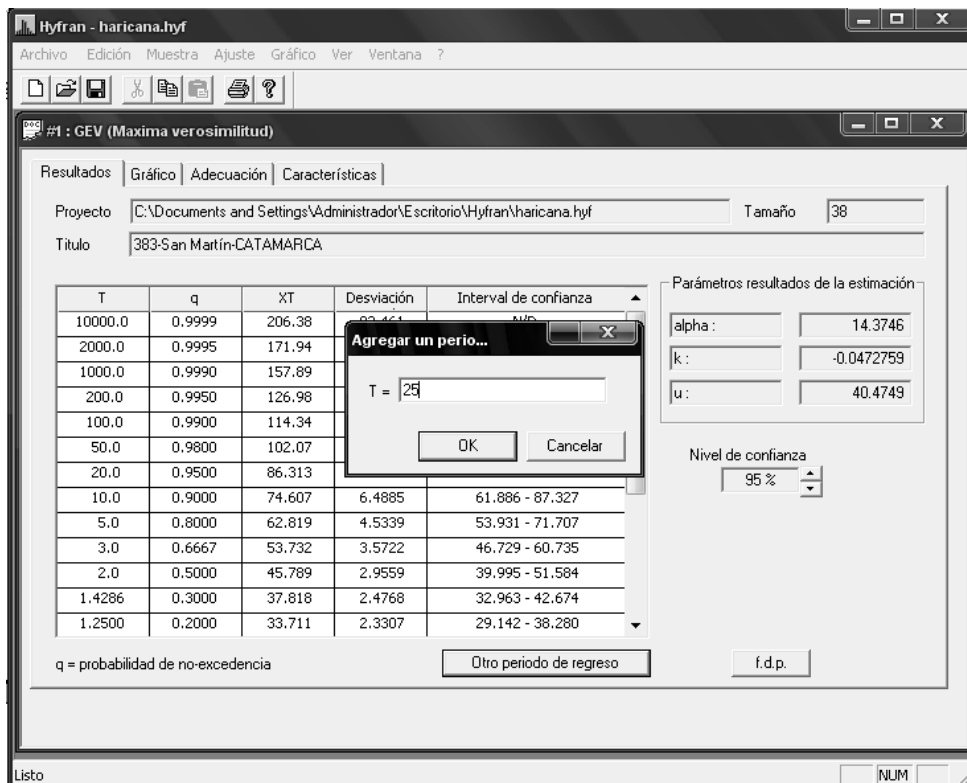 Hyfran - haricana.hyf
Archivo Edición Muestra Ajuste Gráfico Ver Ventana ?
#1 : GEV (Maxima verosimilitud)
Resultados Gráfico Adecuación Características
Proyecto C:\Documents and Settings\Administrador\Escritorio\Hyfran\haricana.hyf Tamaño 38
Titulo 383-San Martín-CATAMARCA
Parámetros resultados de la estimación
alpha : 14.3746
k : -0.0472759
u : 40.4749
Nivel de confianza
95 %
T q XT Desviación Interval de confianza
10000.0 0.9999 206.38
2000.0 0.9995 171.94
1000.0 0.9990 157.89
200.0 0.9950 126.98
100.0 0.9900 114.34
50.0 0.9800 102.07
20.0 0.9500 86.313
10.0 0.9000 74.607 6.4885 61.886 - 87.327
5.0 0.8000 62.819 4.5339 53.931 - 71.707
3.0 0.6667 53.732 3.5722 46.729 - 60.735
2.0 0.5000 45.789 2.9559 39.995 - 51.584
1.4286 0.3000 37.818 2.4768 32.963 - 42.674
1.2500 0.2000 33.711 2.3307 29.142 - 38.280
Agregar un perio...
T = 25
OK Cancelar
q = probabilidad de no-excedencia
Otro periodo de regreso
f.d.p.
Listo
NUM